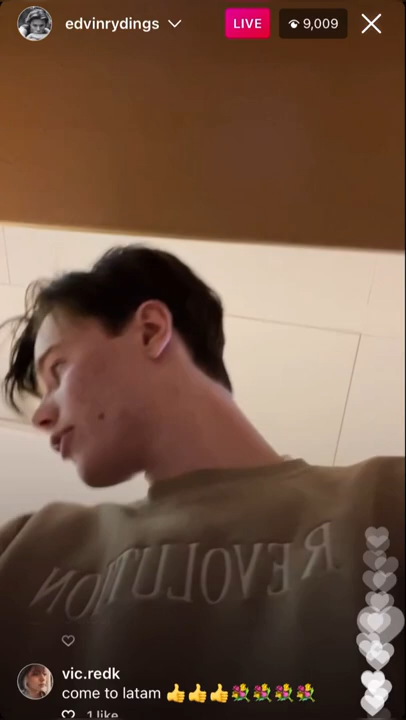 edvinrydings
LIVE
9,009
REVOLUTION
vic.redk
come to latam 👍👍👍💐💐💐💐
1 like